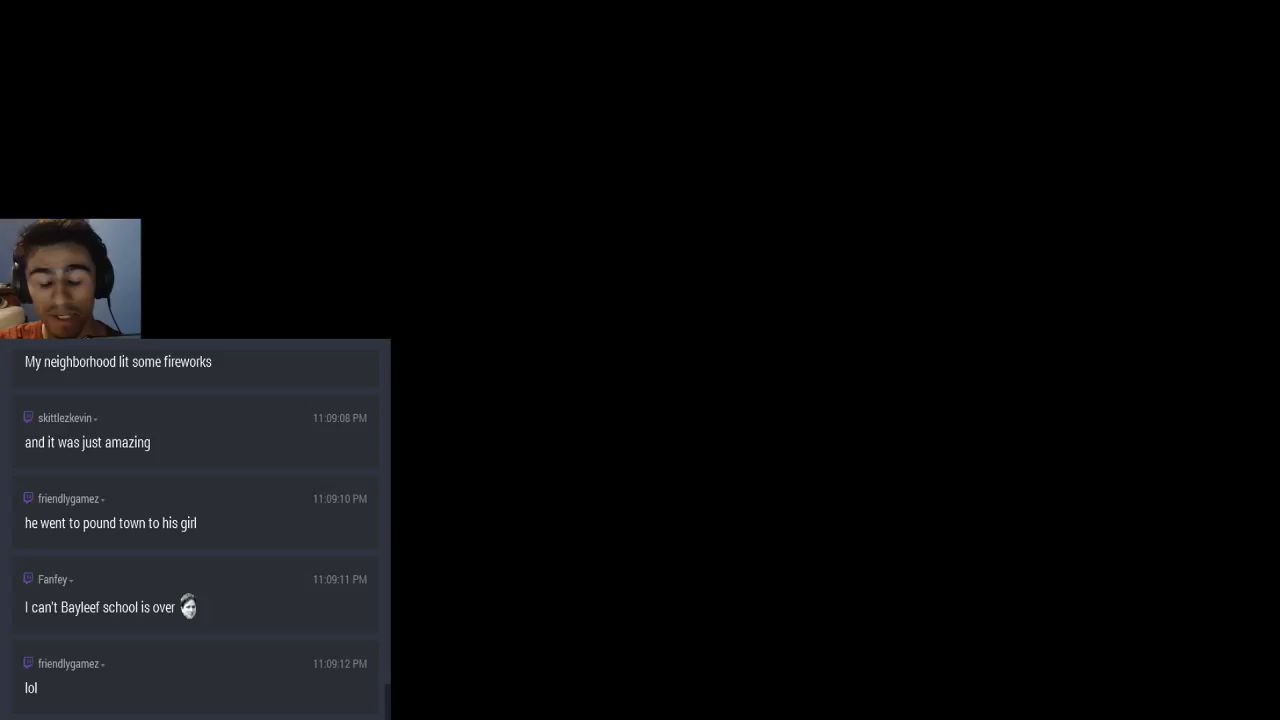 My neighborhood lit some fireworks
skittlezkevin 11:09:08 PM
and it was just amazing
friendlygamez 11:09:10 PM
he went to pound town to his girl
Fanfey 11:09:11 PM
I can't Bayleef school is over
friendlygamez 11:09:12 PM
lol